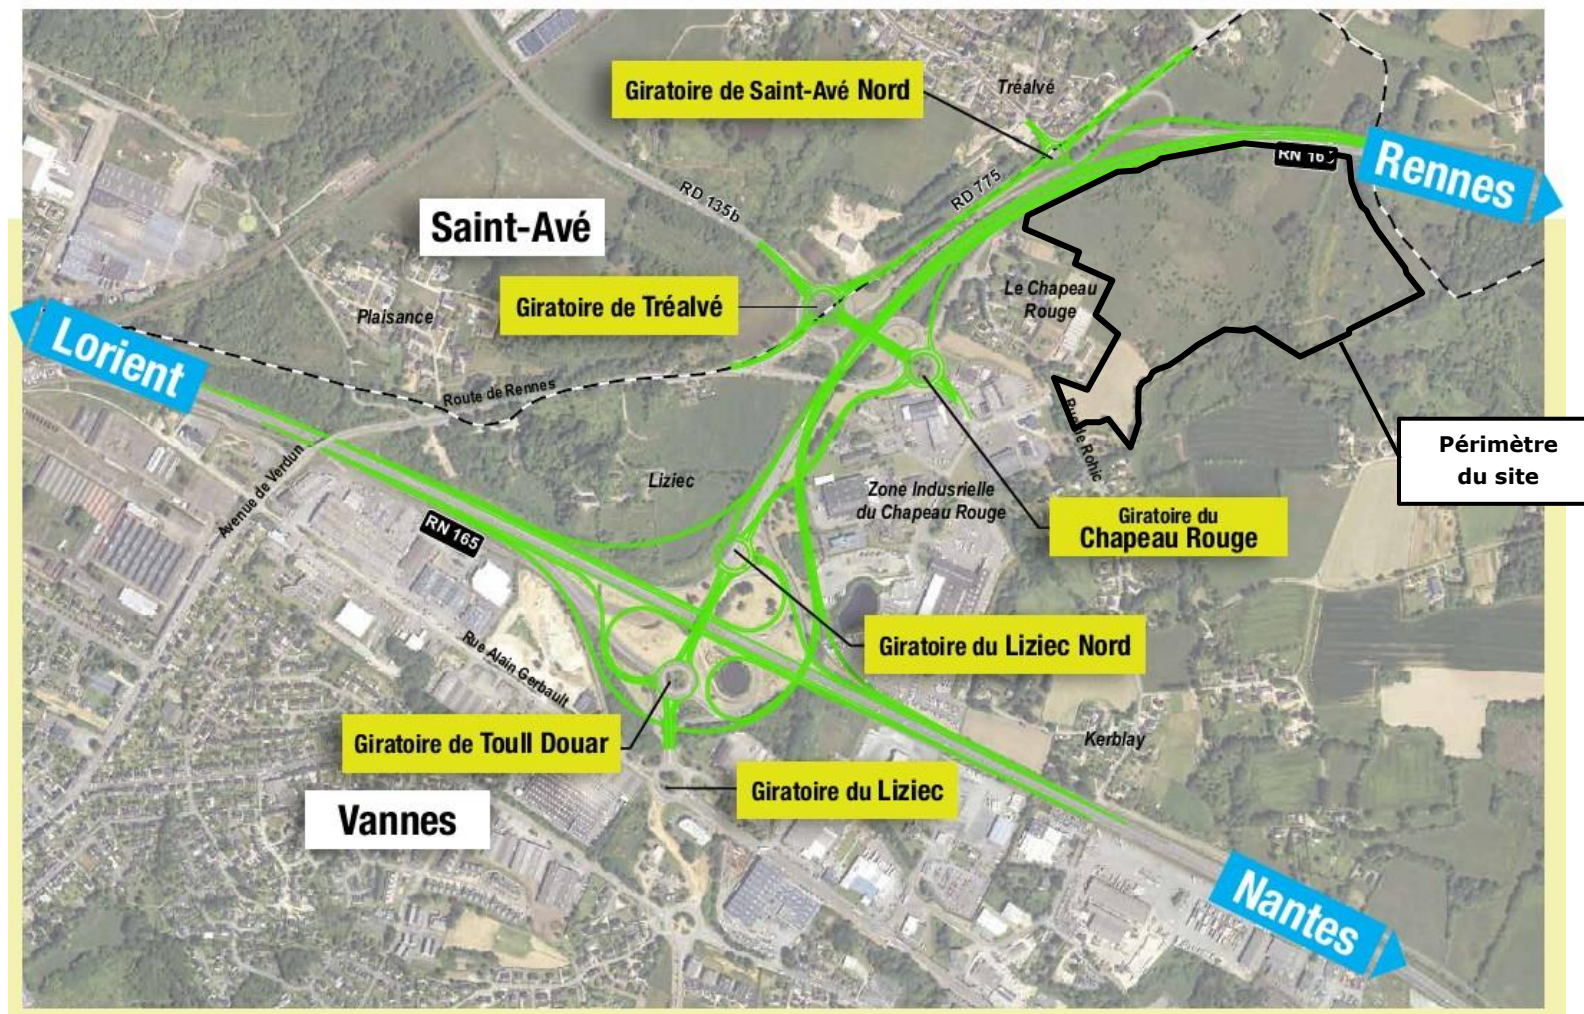 Giratoire de Saint-Avé Nord
Tréalvé
RN 16
Rennes
RD 775
RD 135b
Saint-Avé
Le Chapeau
Rouge
Giratoire de Tréalvé
Plaisance
Lorient
Route de Rennes
Rue de Rohic
Périmètre
du site
Avenue de Verdun
Liziec
Zone Indusrielle
du Chapeau Rouge
RN 165
Giratoire du
Chapeau Rouge
Giratoire du Liziec Nord
Rue Alain Gerbault
Giratoire de Toull Douar
Kerblay
Giratoire du Liziec
Vannes
Nantes